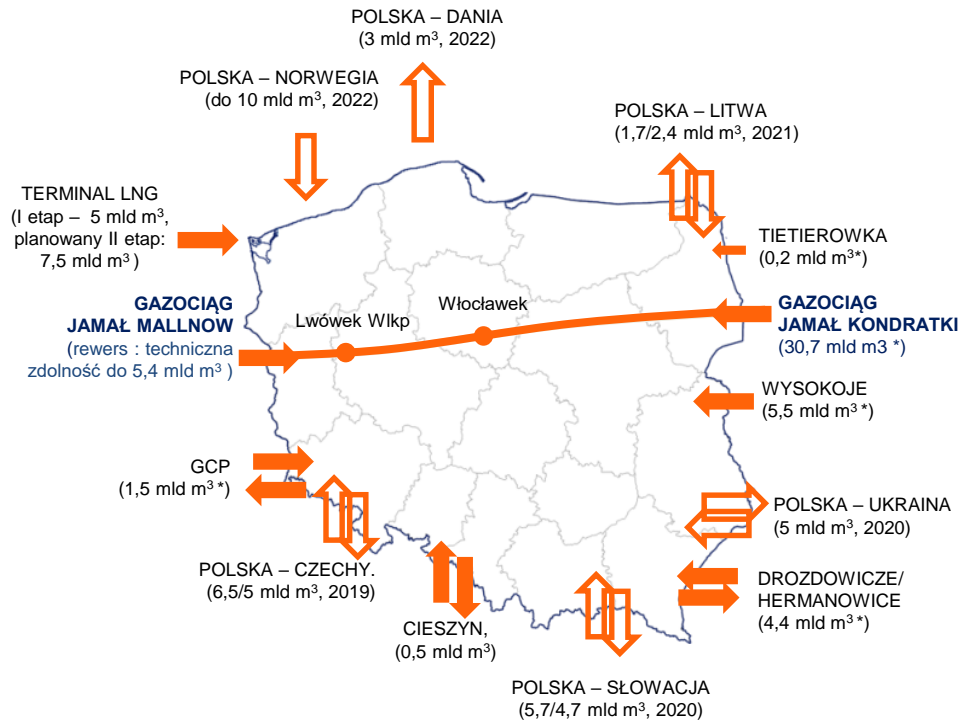 POLSKA – DANIA
(3 mld m³, 2022)
POLSKA – NORWEGIA
(do 10 mld m³, 2022)
POLSKA – LITWA
(1,7/2,4 mld m³, 2021)
TERMINAL LNG
(I etap – 5 mld m³,
planowany II etap:
7,5 mld m³ )
TIETIEROWKA
(0,2 mld m³*)
GAZOCIĄG
JAMAŁ MALLNOW
(rewers : techniczna
zdolność do 5,4 mld m³ )
Lwówek Wlkp
Włocławek
GAZOCIĄG
JAMAŁ KONDRATKI
(30,7 mld m3 *)
WYSOKOJE
(5,5 mld m³ *)
GCP
(1,5 mld m³ *)
POLSKA – UKRAINA
(5 mld m³, 2020)
POLSKA – CZECHY.
(6,5/5 mld m³, 2019)
DROZDOWICZE/
HERMANOWICE
(4,4 mld m³ *)
CIESZYN,
(0,5 mld m³)
POLSKA – SŁOWACJA
(5,7/4,7 mld m³, 2020)